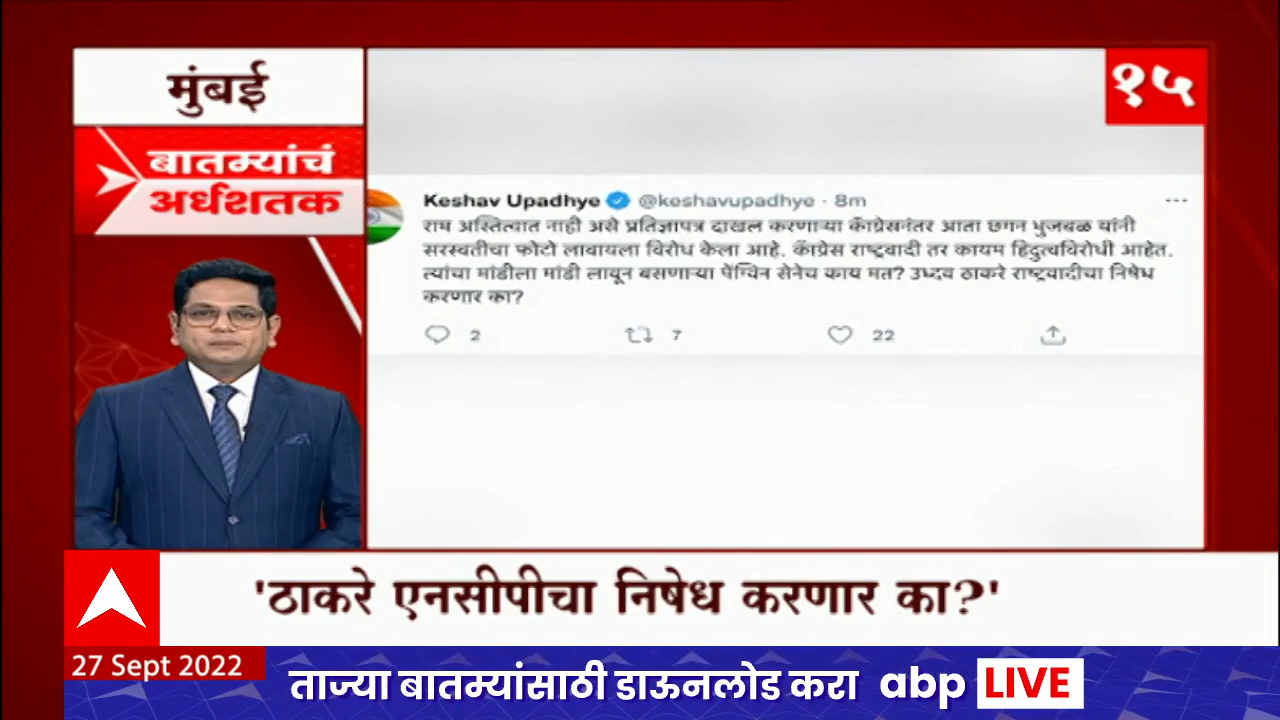 मुंबई
१५
बातम्यांचं
अर्धशतक
Keshav Upadhye @keshavupadhye · 8m
राम अस्तित्वात नाही असे प्रतिज्ञापत्र दाखल करणाऱ्या कॅांग्रेसनंतर आता छगन भुजबळ यांनी
सरस्वतीचा फोटो लावायला विरोध केला आहे. कॅांग्रेस राष्ट्रवादी तर कायम हिंदुत्वविरोधी आहेत.
त्यांचा मांडीला मांडी लावून बसणाऱ्या पेंग्विन सेनेच काय मत? उध्दव ठाकरे राष्ट्रवादीचा निषेध
करणार का?
2 7 22
'ठाकरे एनसीपीचा निषेध करणार का?'
27 Sept 2022
ताज्या बातम्यांसाठी डाऊनलोड करा abp LIVE